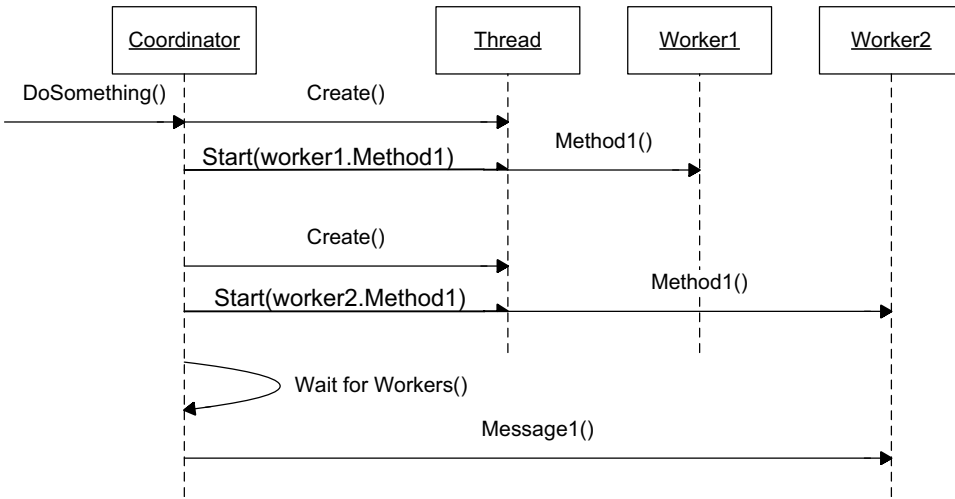 Coordinator
Thread
Worker1
Worker2
DoSomething()
Create()
Start(worker1.Method1)
Method1()
Create()
Start(worker2.Method1)
Method1()
Wait for Workers()
Message1()